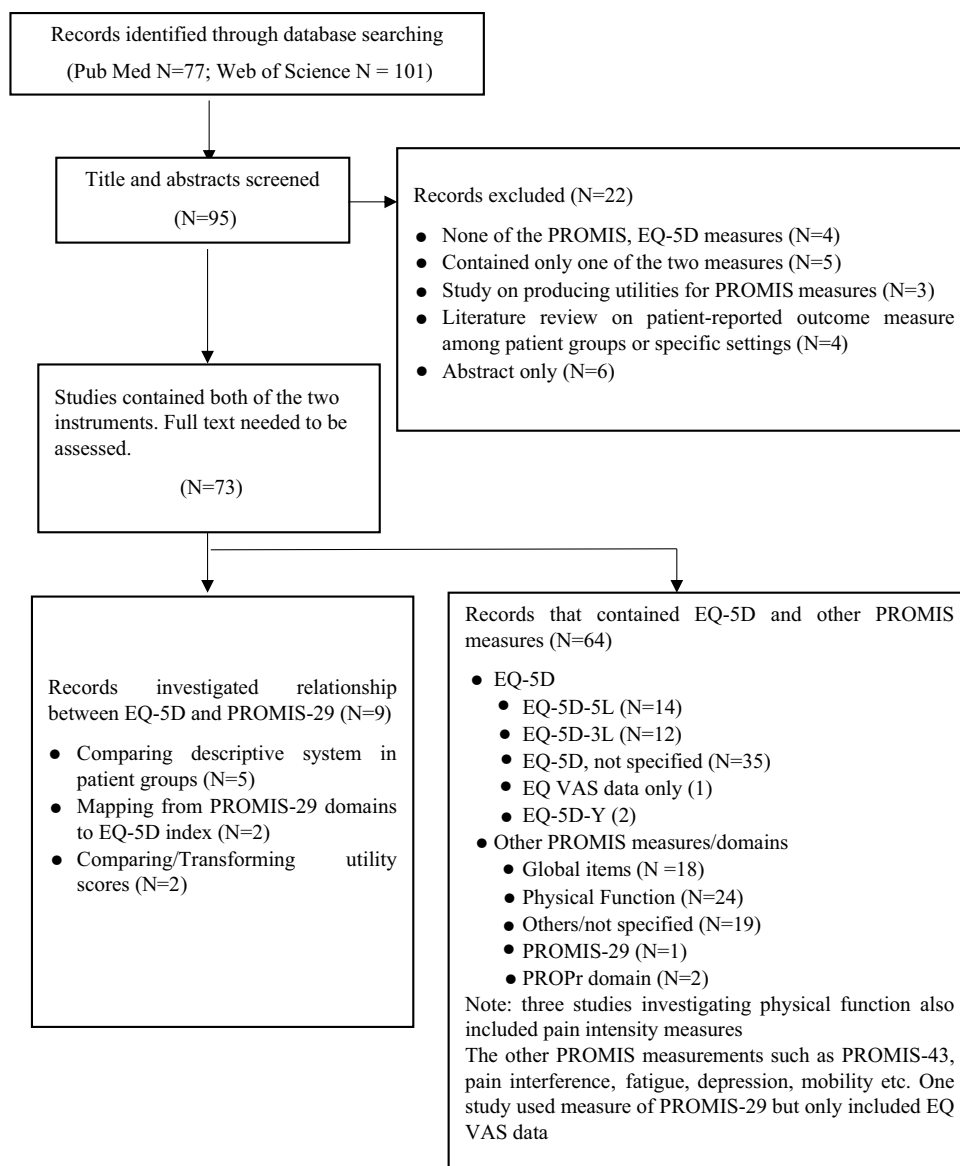 Records identified through database searching
(Pub Med N=77; Web of Science N = 101)
Title and abstracts screened
(N=95)
Records excluded (N=22)
● None of the PROMIS, EQ-5D measures (N=4)
● Contained only one of the two measures (N=5)
● Study on producing utilities for PROMIS measures (N=3)
● Literature review on patient-reported outcome measure
among patient groups or specific settings (N=4)
● Abstract only (N=6)
Studies contained both of the two
instruments. Full text needed to be
assessed.
(N=73)
Records investigated relationship
between EQ-5D and PROMIS-29 (N=9)
● Comparing descriptive system in
patient groups (N=5)
● Mapping from PROMIS-29 domains
to EQ-5D index (N=2)
● Comparing/Transforming utility
scores (N=2)
Records that contained EQ-5D and other PROMIS
measures (N=64)
● EQ-5D
● EQ-5D-5L (N=14)
● EQ-5D-3L (N=12)
● EQ-5D, not specified (N=35)
● EQ VAS data only (1)
● EQ-5D-Y (2)
● Other PROMIS measures/domains
● Global items (N =18)
● Physical Function (N=24)
● Others/not specified (N=19)
● PROMIS-29 (N=1)
● PROPr domain (N=2)
Note: three studies investigating physical function also
included pain intensity measures
The other PROMIS measurements such as PROMIS-43,
pain interference, fatigue, depression, mobility etc. One
study used measure of PROMIS-29 but only included EQ
VAS data